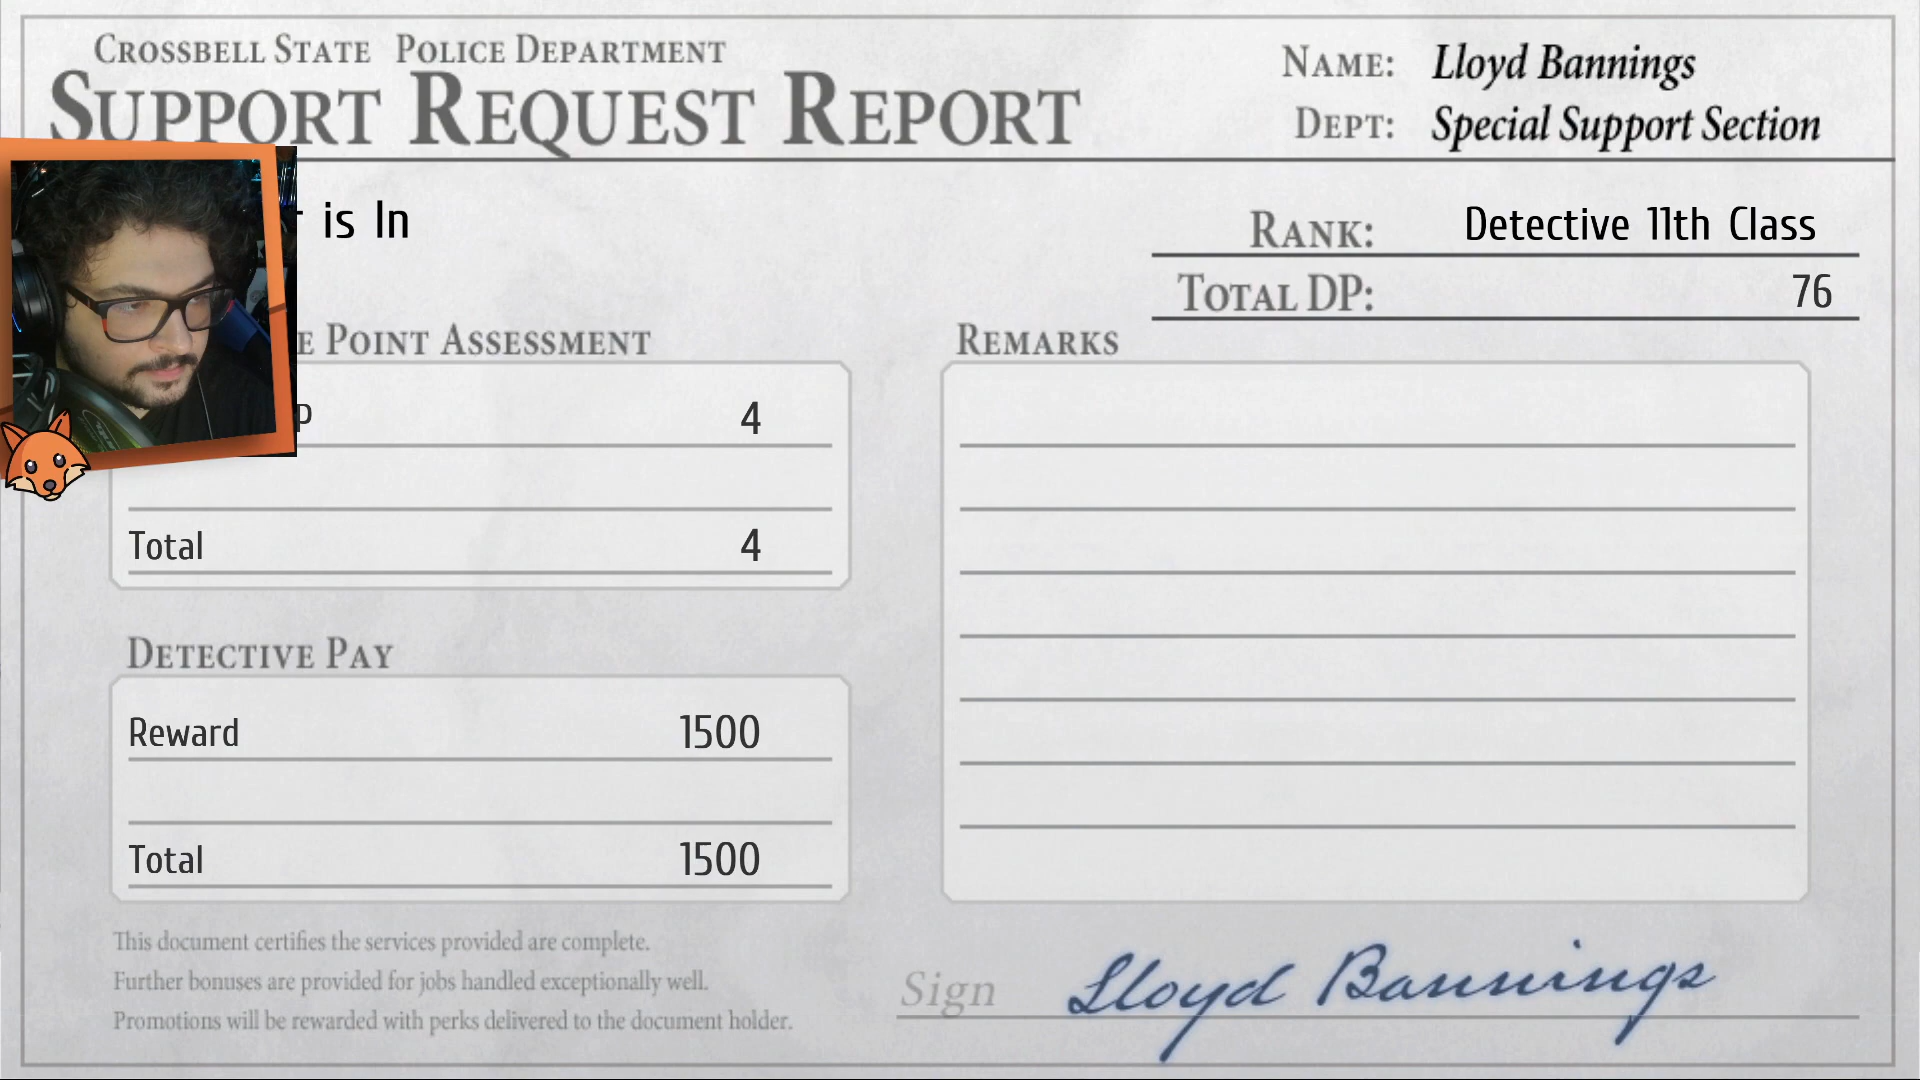 CROSSBELL STATE POLICE DEPARTMENT
SUPPORT REQUEST REPORT
NAME: Lloyd Bannings
DEPT: Special Support Section
is In
RANK: Detective 11th Class
TOTAL DP: 76
POINT ASSESSMENT
REMARKS
4
Total 4
DETECTIVE PAY
Reward 1500
Total 1500
This document certifies the services provided are complete.
Further bonuses are provided for jobs handled exceptionally well.
Promotions will be rewarded with perks delivered to the document holder.
Sign Lloyd Bannings